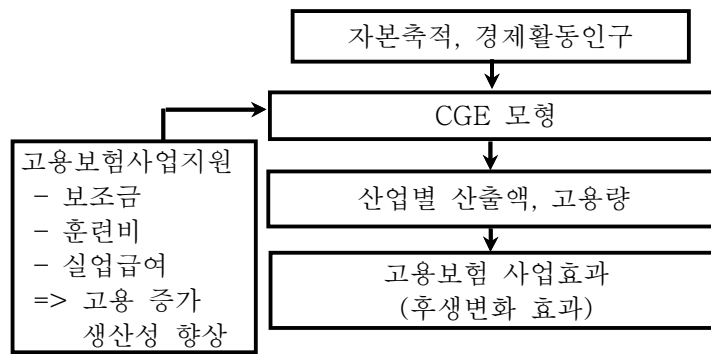 자본축적, 경제활동인구
CGE 모형
고용보험사업지원
- 보조금
- 훈련비
- 실업급여
=> 고용 증가
생산성 향상
산업별 산출액, 고용량
고용보험 사업효과
(후생변화 효과)